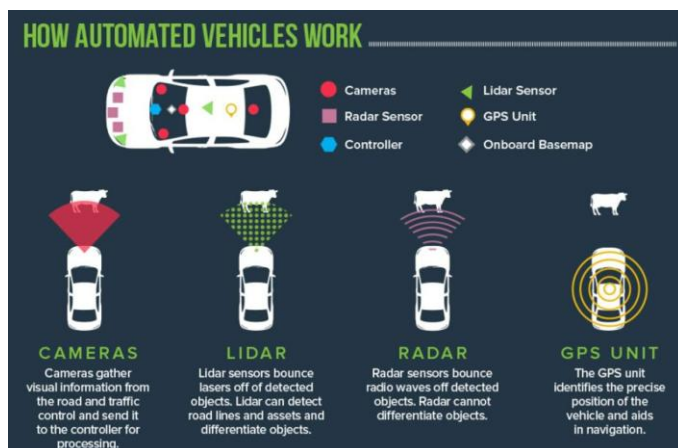 HOW AUTOMATED VEHICLES WORK
Cameras
Lidar Sensor
Radar Sensor
GPS Unit
Controller
Onboard Basemap
CAMERAS
Cameras gather
visual information from
the road and traffic
control and send it
to the controller for
processing.
LIDAR
Lidar sensors bounce
lasers off of detected
objects. Lidar can detect
road lines and assets and
differentiate objects.
RADAR
Radar sensors bounce
radio waves off detected
objects. Radar cannot
differentiate objects.
GPS UNIT
The GPS unit
identifies the precise
position of the
vehicle and aids
in navigation.